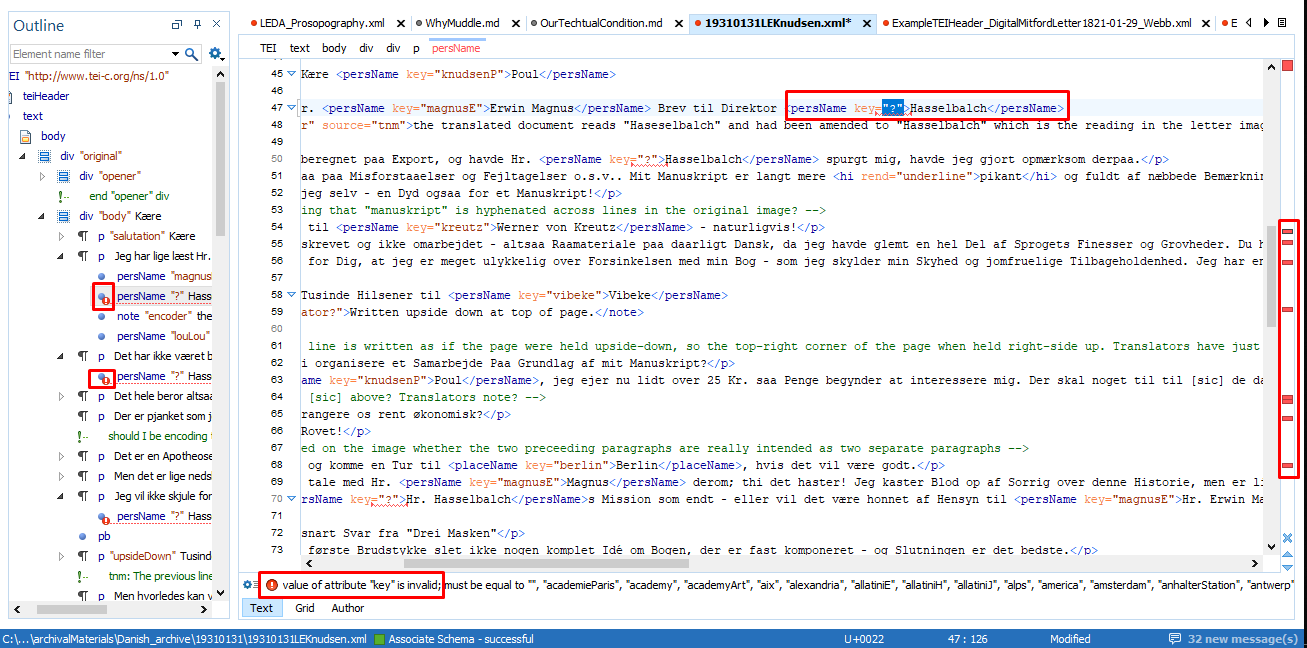 Outline
LEDA_Prosopography.xml × WhyMuddle.md × OurTechtualCondition.md × 19310131LEKnudsen.xml* × ExampleTEIHeader_DigitalMitfordLetter1821-01-29_Webb.xml × E
Element name filter
TEI text body div div p persName
EI "http://www.tei-c.org/ns/1.0"
teiHeader
text
body
div "original"
div "opener"
end "opener" div
div "body" Kære
p "salutation" Kære
p Jeg har lige læst Hr.
persName "magnus
persName "?" Hass
note "encoder" the
persName "louLou"
p Det har ikke været b
persName "?" Hass
p Det hele beror altsaa
p Der er pjanket som j
should I be encoding
p Det er en Apotheose
p Men det er lige neds
p Jeg vil ikke skjule for
persName "?" Hass
pb
p "upsideDown" Tusind
tnm: The previous line
p Men hvorledes kan v
45 Kære <persName key="knudsenP">Poul</persName>
46
47 r. <persName key="magnusE">Erwin Magnus</persName> Brev til Direktor <persName key="?">Hasselbalch</persName>
48 r" source="tnm">the translated document reads "Haseselbalch" and had been amended to "Hasselbalch" which is the reading in the letter imag
49
50 beregnet paa Export, og havde Hr. <persName key="?">Hasselbalch</persName> spurgt mig, havde jeg gjort opmærksom derpaa.</p>
51 aa paa Misforstaaelser og Fejltagelser o.s.v.. Mit Manuskript er langt mere <hi rend="underline">pikant</hi> og fuldt af næbbede Bemærknin
52 jeg selv - en Dyd ogsaa for et Manuskript!</p>
53 ing that "manuskript" is hyphenated across lines in the original image? -->
54 til <persName key="kreutz">Werner von Kreutz</persName> - naturligvis!</p>
55 skrevet og ikke omarbejdet - altsaa Raamateriale paa daarligt Dansk, da jeg havde glemt en hel Del af Sprogets Finesser og Grovheder. Du h
56 for Dig, at jeg er meget ulykkelig over Forsinkelsen med min Bog - som jeg skylder min Skyhed og jomfruelige Tilbageholdenhed. Jeg har er
57
58 Tusinde Hilsener til <persName key="vibeke">Vibeke</persName>
59 ator?">Written upside down at top of page.</note>
60
61 line is written as if the page were held upside-down, so the top-right corner of the page when held right-side up. Translators have just
62 i organisere et Samarbejde Paa Grundlag af mit Manuskript?</p>
63 ame key="knudsenP">Poul</persName>, jeg ejer nu lidt over 25 Kr. saa Penge begynder at interessere mig. Der skal noget til til [sic] de da
64 [sic] above? Translators note? -->
65 rangere os rent økonomisk?</p>
66 Rovet!</p>
67 ed on the image whether the two preceeding paragraphs are really intended as two separate paragraphs -->
68 og komme en Tur til <placeName key="berlin">Berlin</placeName>, hvis det vil være godt.</p>
69 tale med Hr. <persName key="magnusE">Magnus</persName> derom; thi det haster! Jeg kaster Blod op af Sorrig over denne Historie, men er li
70 rsName key="?">Hr. Hasselbalch</persName>s Mission som endt - eller vil det være honnet af Hensyn til <persName key="magnusE">Hr. Erwin Ma
71
72 snart Svar fra "Drei Masken"</p>
73 første Brudstykke slet ikke nogen komplet Idé om Bogen, der er fast komponeret - og Slutningen er det bedste.</p>
value of attribute "key" is invalid; must be equal to "", "academieParis", "academy", "academyArt", "aix", "alexandria", "allatiniE", "allatiniH", "allatiniJ", "alps", "america", "amsterdam", "anhalterStation", "antwerp"
Text Grid Author
C:\...\archivalMaterials\Danish_archive\19310131\19310131LEKnudsen.xml Associate Schema - successful U+0022 47 : 126 Modified 32 new message(s)